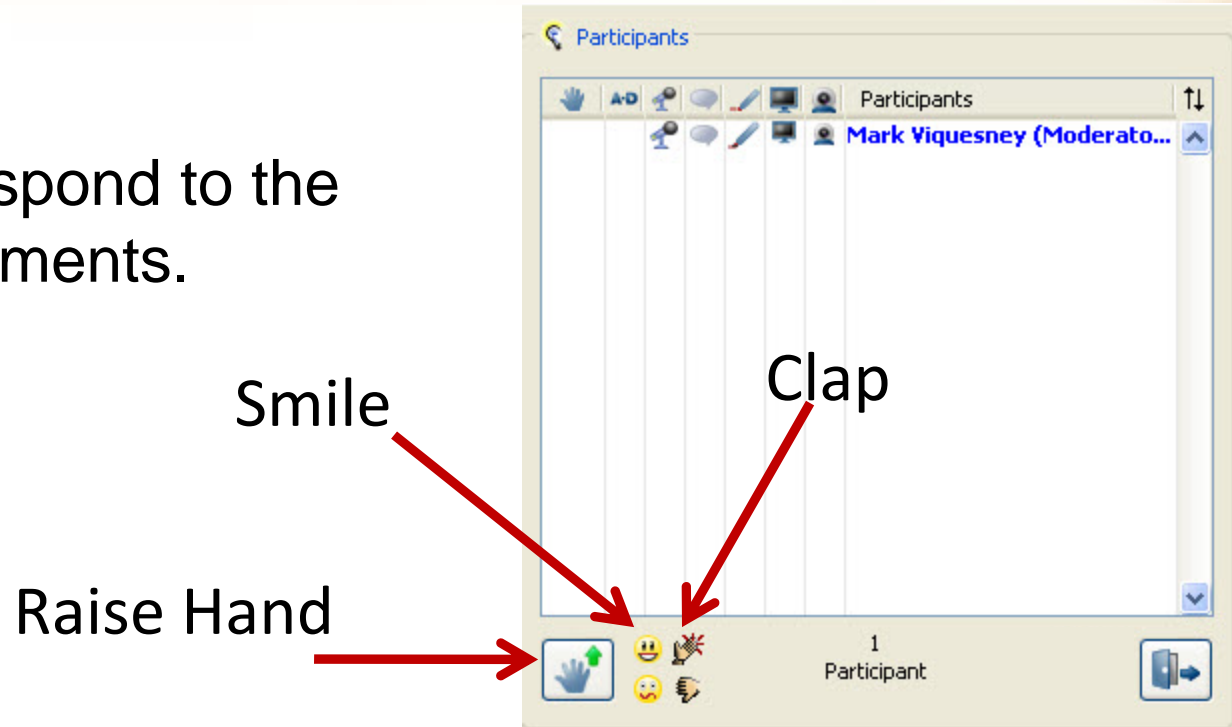 Participants
A-D Participants
Mark Viquesney (Moderato...
spond to the
ments.
Clap
Smile
Raise Hand
1
Participant